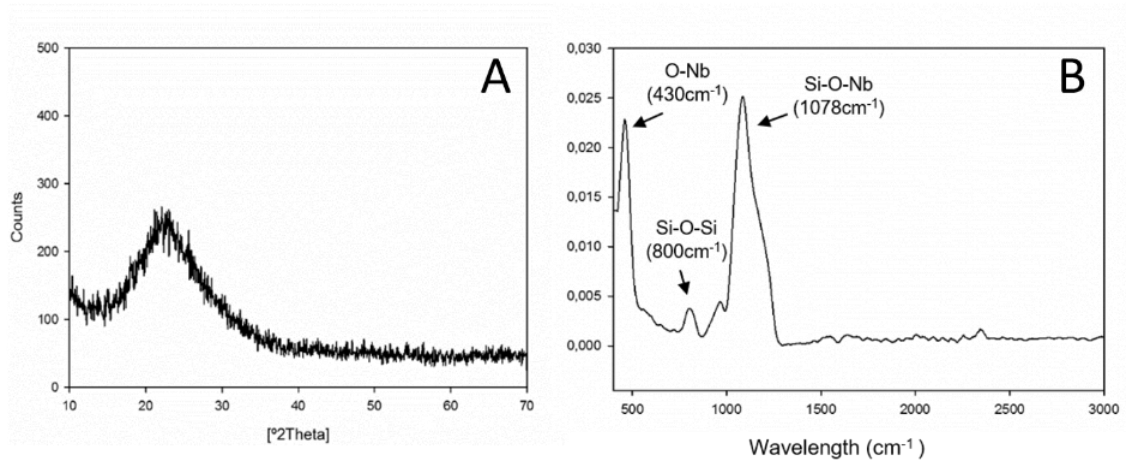 A
500
400
300
200
100
0
Counts
10 20 30 40 50 60 70
[º2Theta]
B
0,030
0,025
0,020
0,015
0,010
0,005
0,000
O-Nb
(430cm-1)
Si-O-Nb
(1078cm-1)
Si-O-Si
(800cm-1)
500 1000 1500 2000 2500 3000
Wavelength (cm-1 )